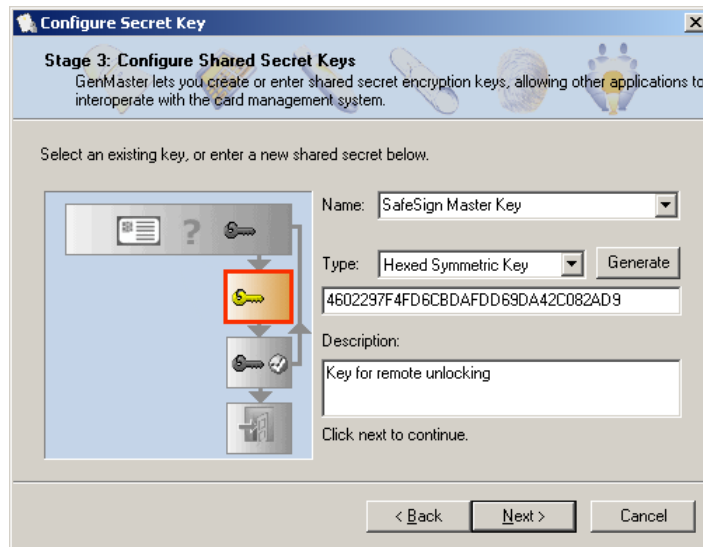 Configure Secret Key
Stage 3: Configure Shared Secret Keys
GenMaster lets you create or enter shared secret encryption keys, allowing other applications to
interoperate with the card management system.
Select an existing key, or enter a new shared secret below.
Name: SafeSign Master Key
?
Type: Hexed Symmetric Key Generate
4602297F4FD6CBDAFDD69DA42C082AD9
Description:
Key for remote unlocking
Click next to continue.
< Back Next > Cancel